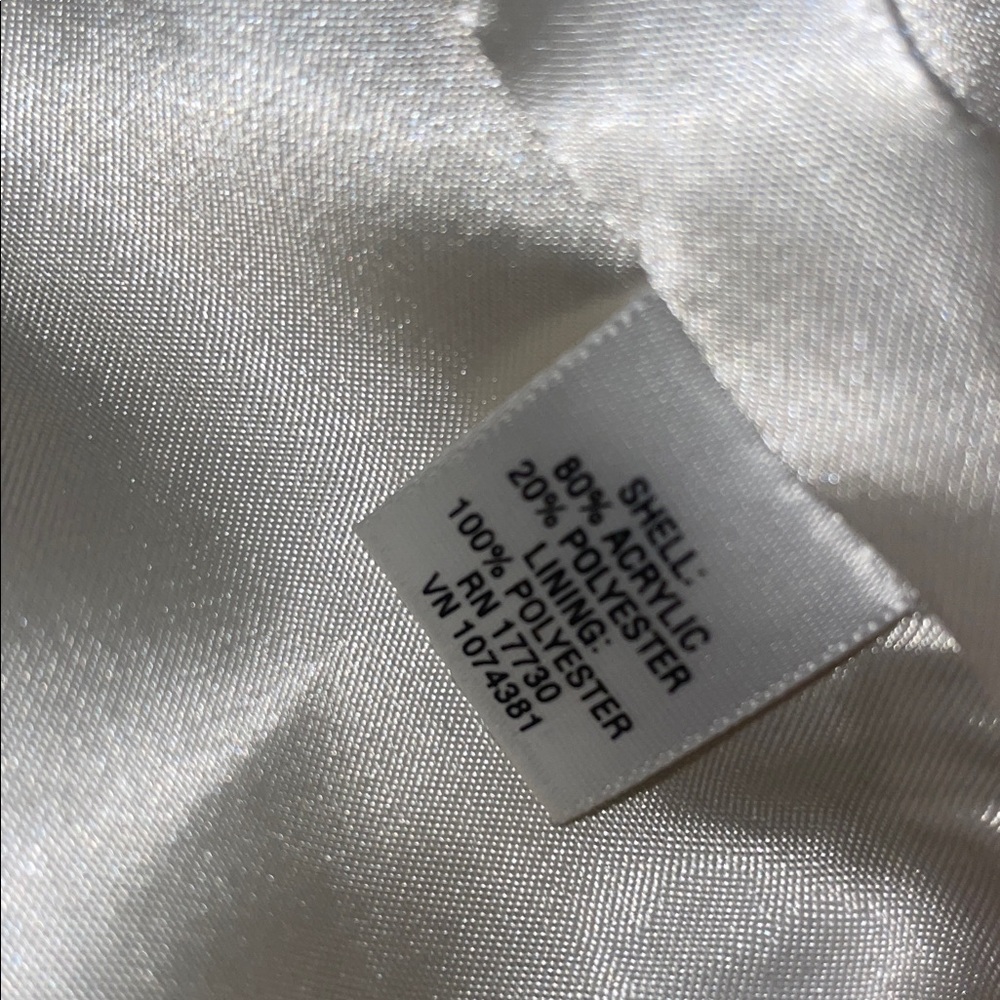 SHELL:
80% ACRYLIC
20% POLYESTER
LINING:
100% POLYESTER
RN 17730
VN 1074381